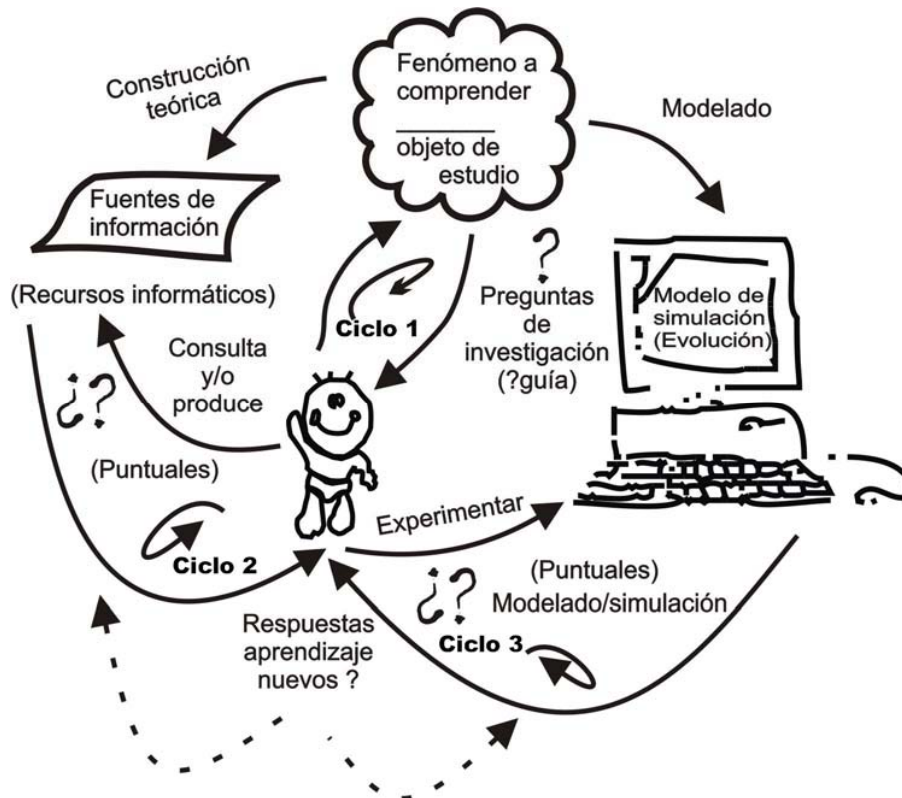 Fenómeno a
comprender
objeto de
estudio
Construcción
teórica
Modelado
Fuentes de
información
(Recursos informáticos)
?
Preguntas
de
investigación
(?guía)
Modelo de
simulación
(Evolución)
Ciclo 1
Consulta
y/o
produce
¿?
(Puntuales)
Ciclo 2
Experimentar
¿?
(Puntuales)
Modelado/simulación
Ciclo 3
Respuestas
aprendizaje
nuevos ?